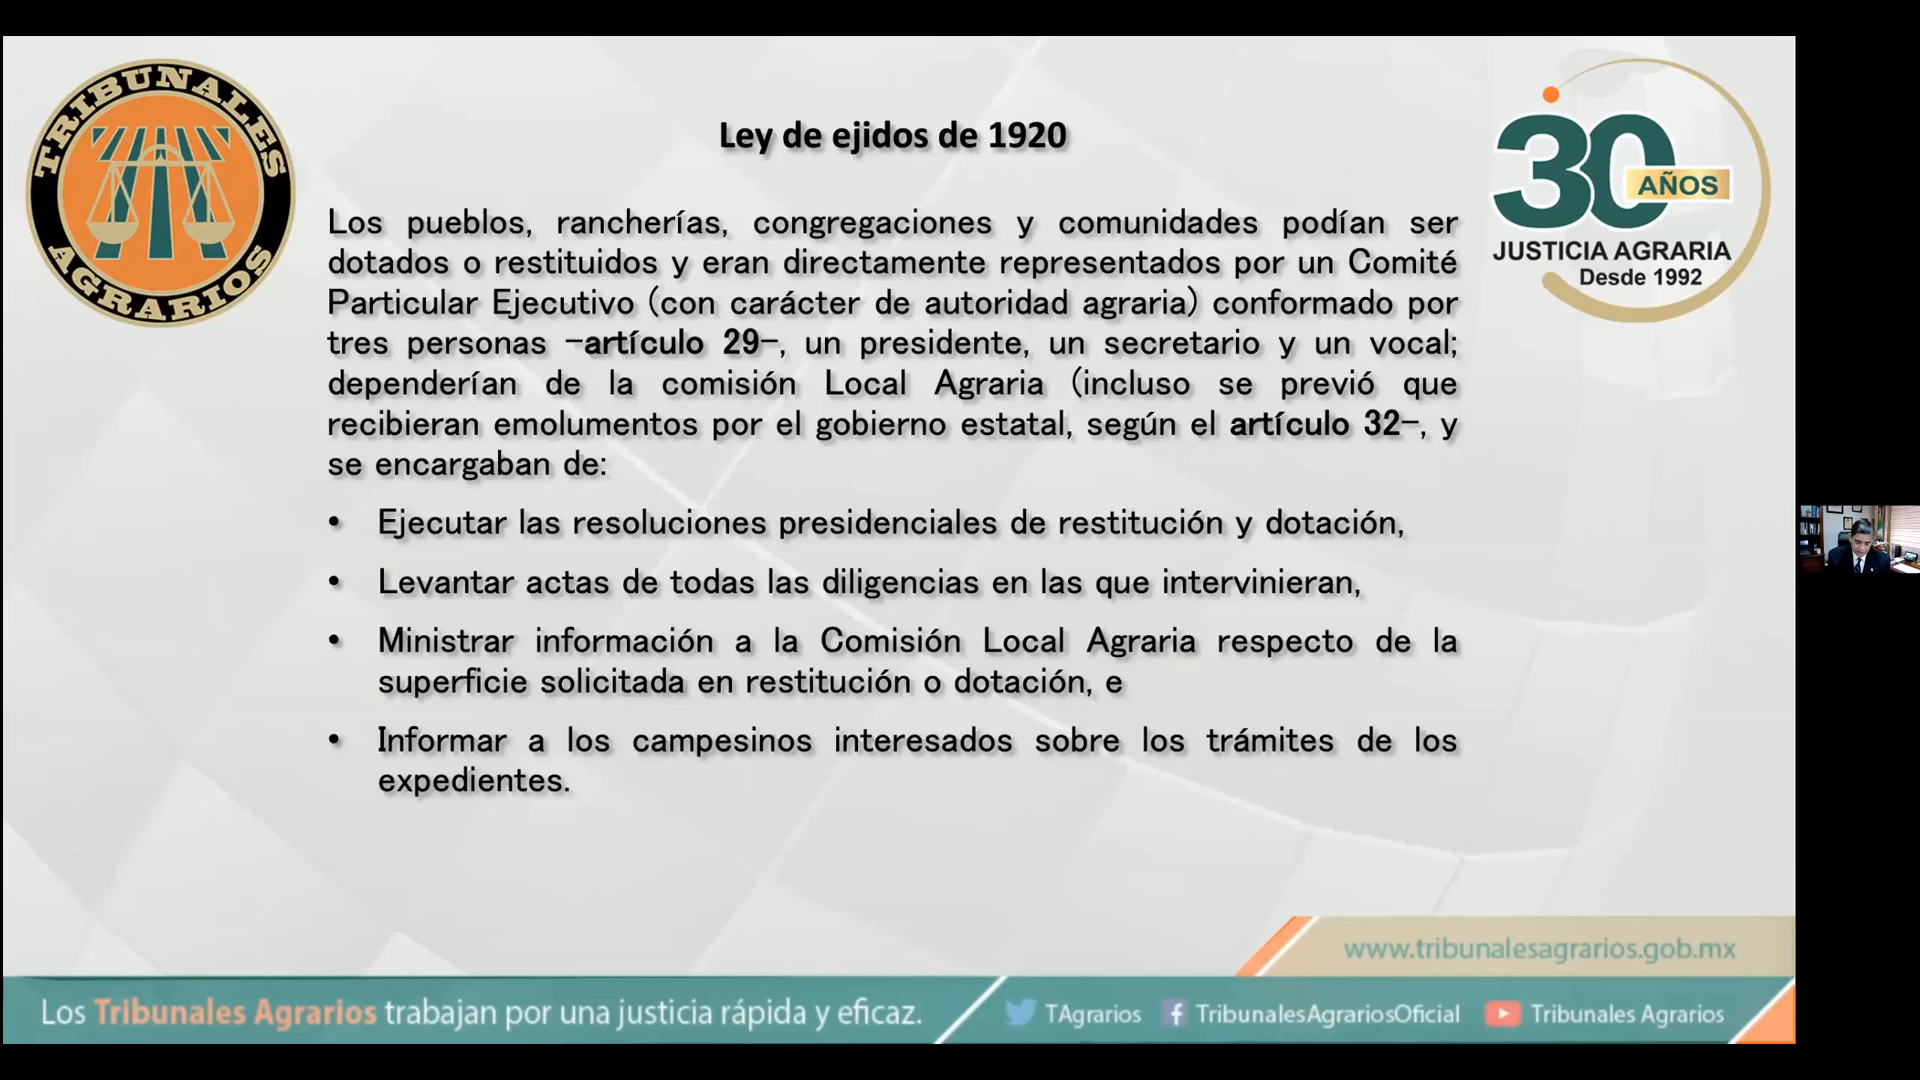 TRIBUNALES
AGRARIOS
Ley de ejidos de 1920
30
AÑOS
JUSTICIA AGRARIA
Desde 1992
Los pueblos, rancherías, congregaciones y comunidades podían ser
dotados o restituidos y eran directamente representados por un Comité
Particular Ejecutivo (con carácter de autoridad agraria) conformado por
tres personas –artículo 29–, un presidente, un secretario y un vocal;
dependerían de la comisión Local Agraria (incluso se previó que
recibieran emolumentos por el gobierno estatal, según el artículo 32–, y
se encargaban de:
• Ejecutar las resoluciones presidenciales de restitución y dotación,
• Levantar actas de todas las diligencias en las que intervinieran,
• Ministrar información a la Comisión Local Agraria respecto de la
superficie solicitada en restitución o dotación, e
• Informar a los campesinos interesados sobre los trámites de los
expedientes.
www.tribunalesagrarios.gob.mx
Los Tribunales Agrarios trabajan por una justicia rápida y eficaz.
TAgrarios
TribunalesAgrariosOficial
Tribunales Agrarios